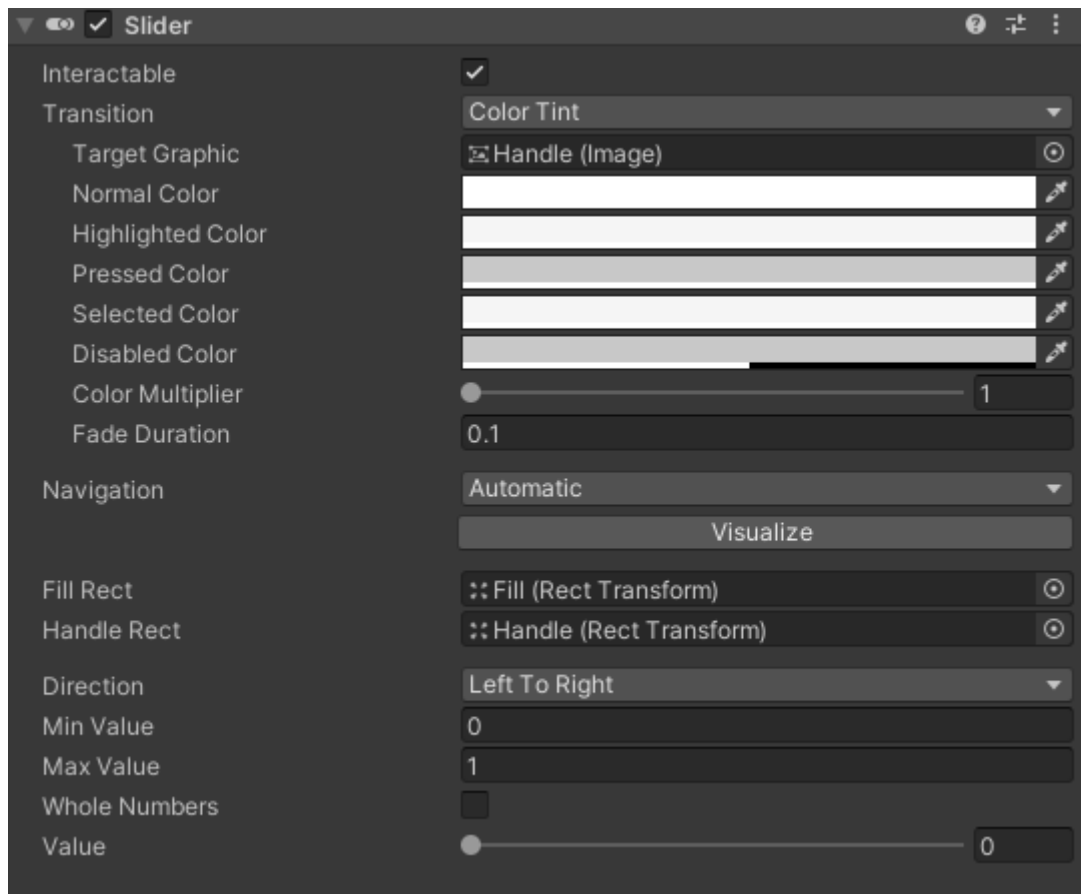 Slider
Interactable
Transition Color Tint
Target Graphic Handle (Image)
Normal Color
Highlighted Color
Pressed Color
Selected Color
Disabled Color
Color Multiplier 1
Fade Duration 0.1
Navigation Automatic
Visualize
Fill Rect Fill (Rect Transform)
Handle Rect Handle (Rect Transform)
Direction Left To Right
Min Value 0
Max Value 1
Whole Numbers
Value 0